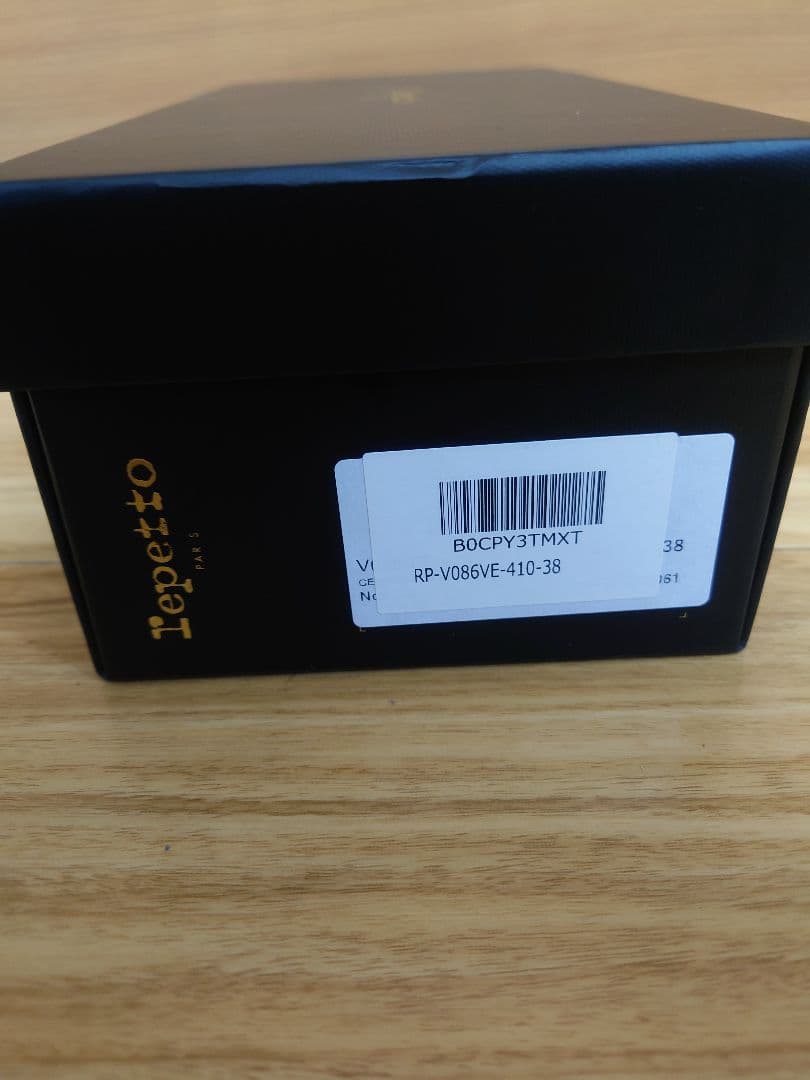 repetto
PARIS
B0CPY3TMXT
38
RP-V086VE-410-38